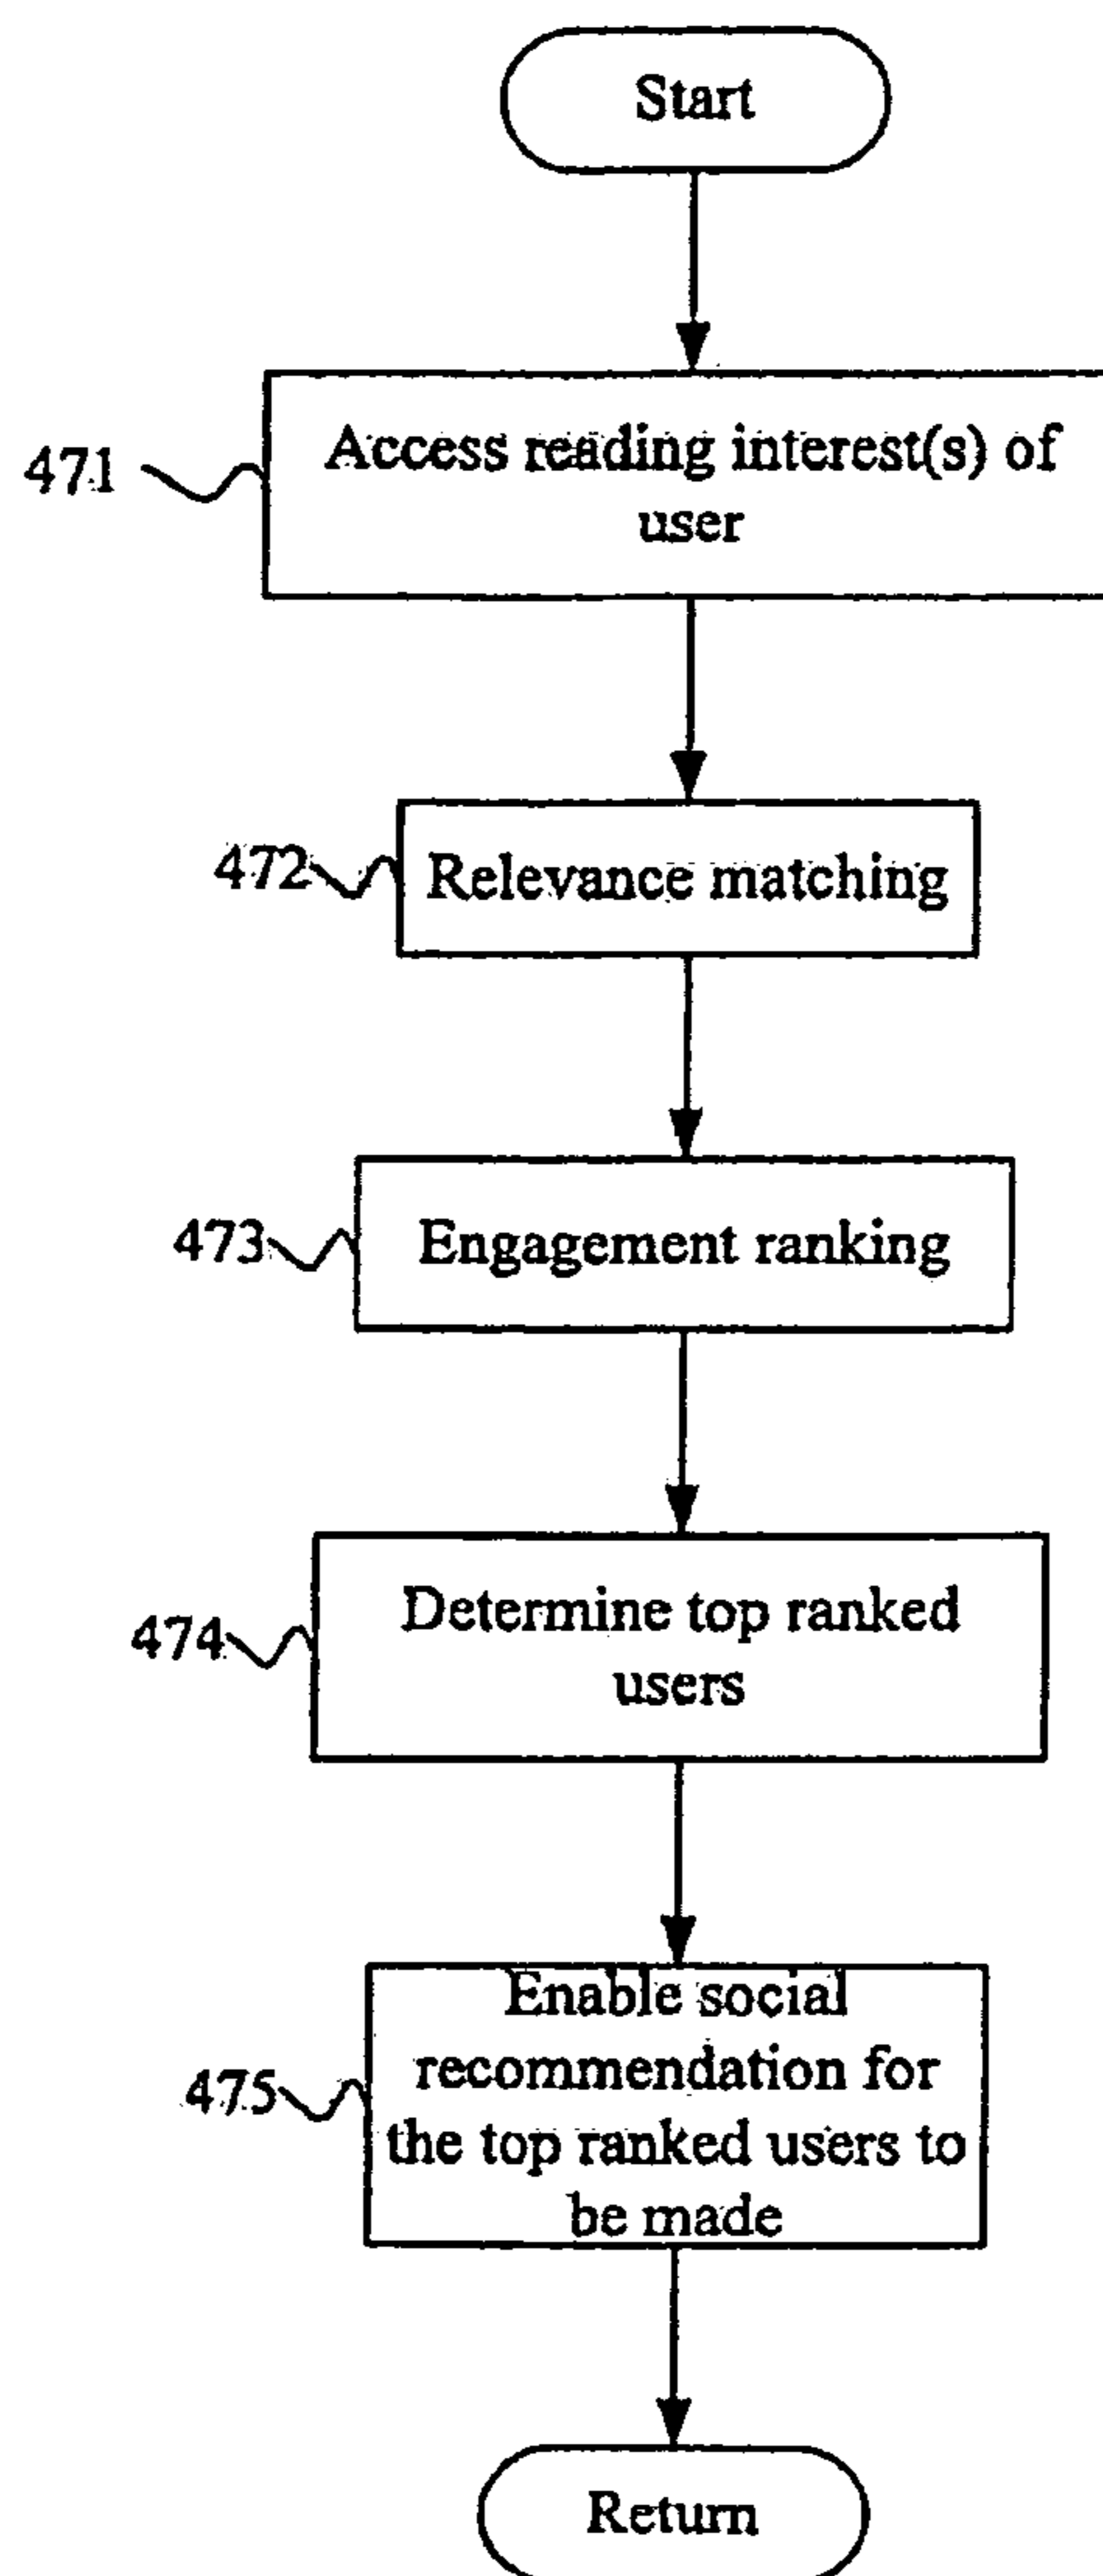 Start
471
Access reading interest(s) of
user
472
Relevance matching
473
Engagement ranking
474
Determine top ranked
users
475
Enable social
recommendation for
the top ranked users to
be made
Return